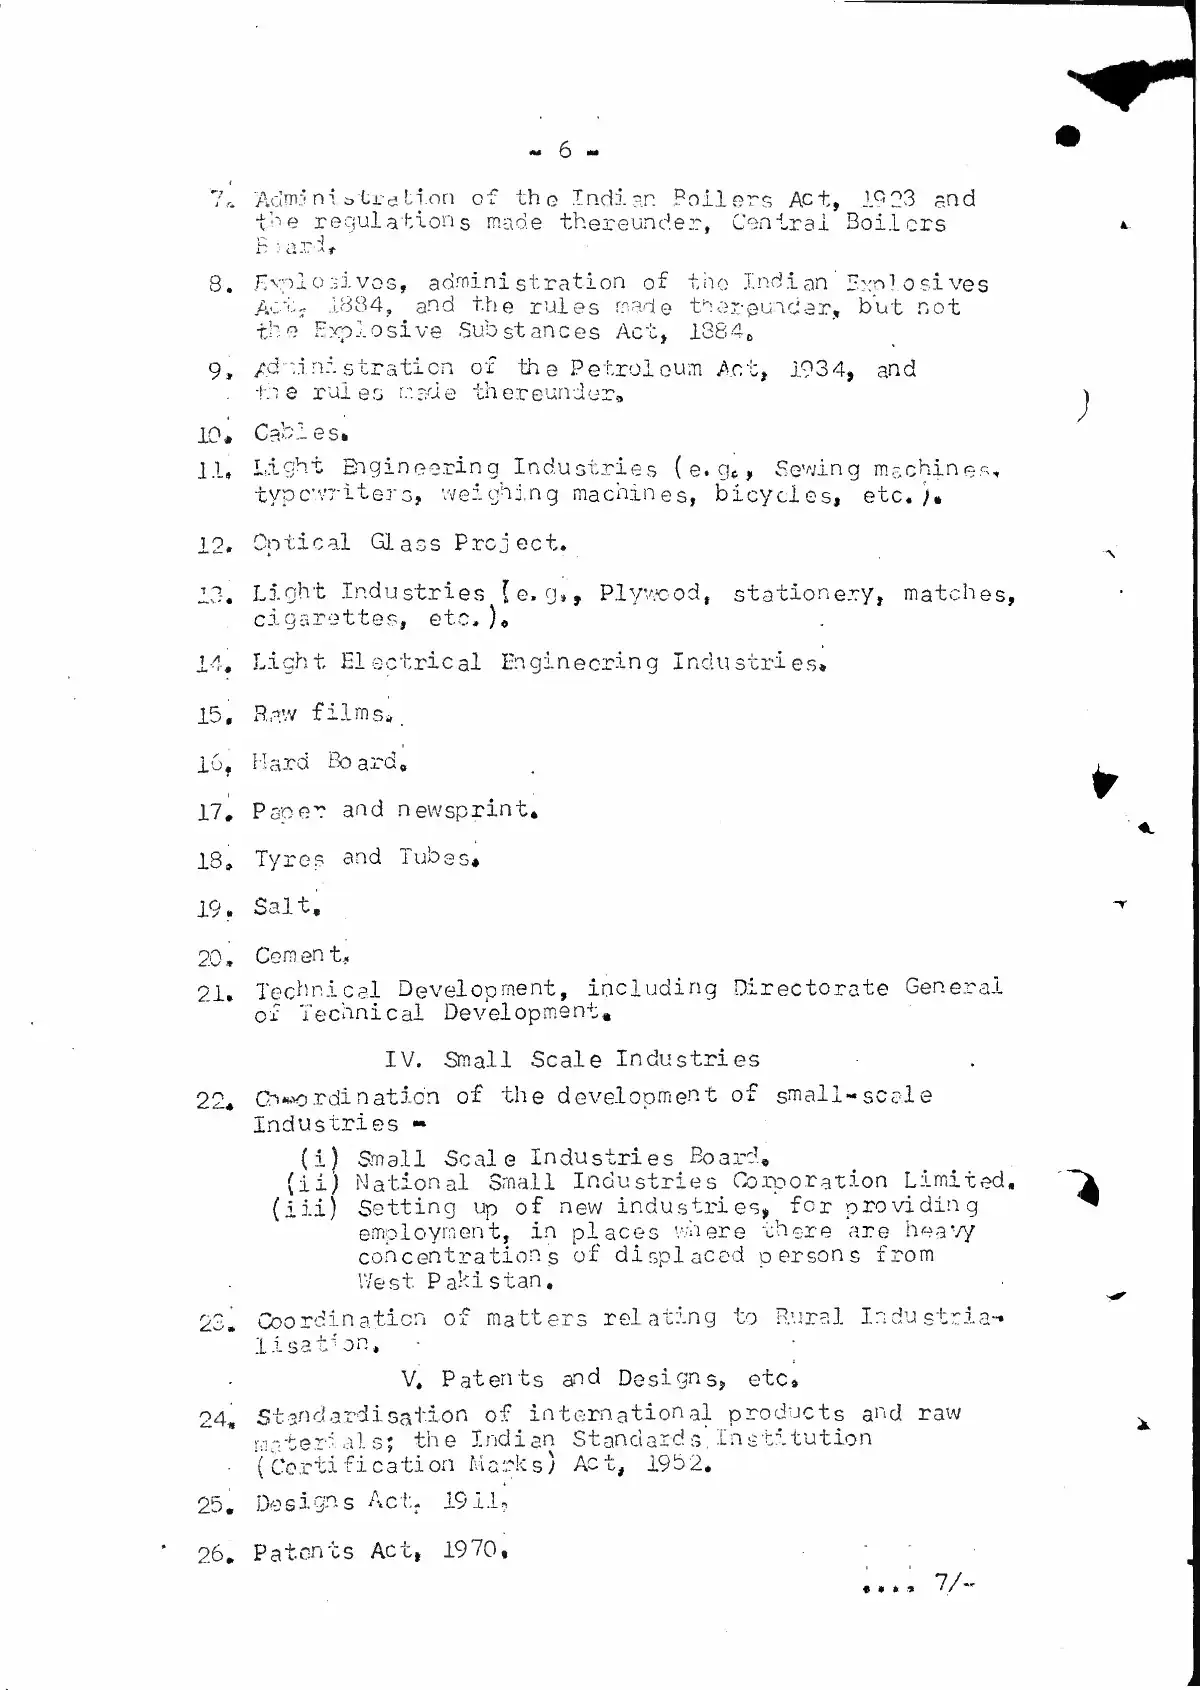 - 6 -
7. Administration of the Indian Boilers Act, 1923 and
the regulations made thereunder, Central Boilers
Board.
8. Explosives, administration of the Indian Explosives
Act, 1884, and the rules made thereunder, but not
the Explosive Substances Act, 1884.
9. Administration of the Petroleum Act, 1934, and
the rules made thereunder.
10. Cables.
11. Light Engineering Industries (e.g., Sewing machines,
typewriters, weighing machines, bicycles, etc.).
12. Optical Glass Project.
13. Light Industries (e.g., Plywood, stationery, matches,
cigarettes, etc.).
14. Light Electrical Engineering Industries.
15. Raw films.
16. Hard Board.
17. Paper and newsprint.
18. Tyres and Tubes.
19. Salt.
20. Cement.
21. Technical Development, including Directorate General
of Technical Development.
IV. Small Scale Industries
22. Co-ordination of the development of small-scale
Industries -
(i) Small Scale Industries Board.
(ii) National Small Industries Corporation Limited.
(iii) Setting up of new industries, for providing
employment, in places where there are heavy
concentrations of displaced persons from
West Pakistan.
23. Coordination of matters relating to Rural Industria-
lisation.
V. Patents and Designs, etc.
24. Standardisation of international products and raw
materials; the Indian Standards Institution
(Certification Marks) Act, 1952.
25. Designs Act, 1911.
26. Patents Act, 1970.
.... 7/-